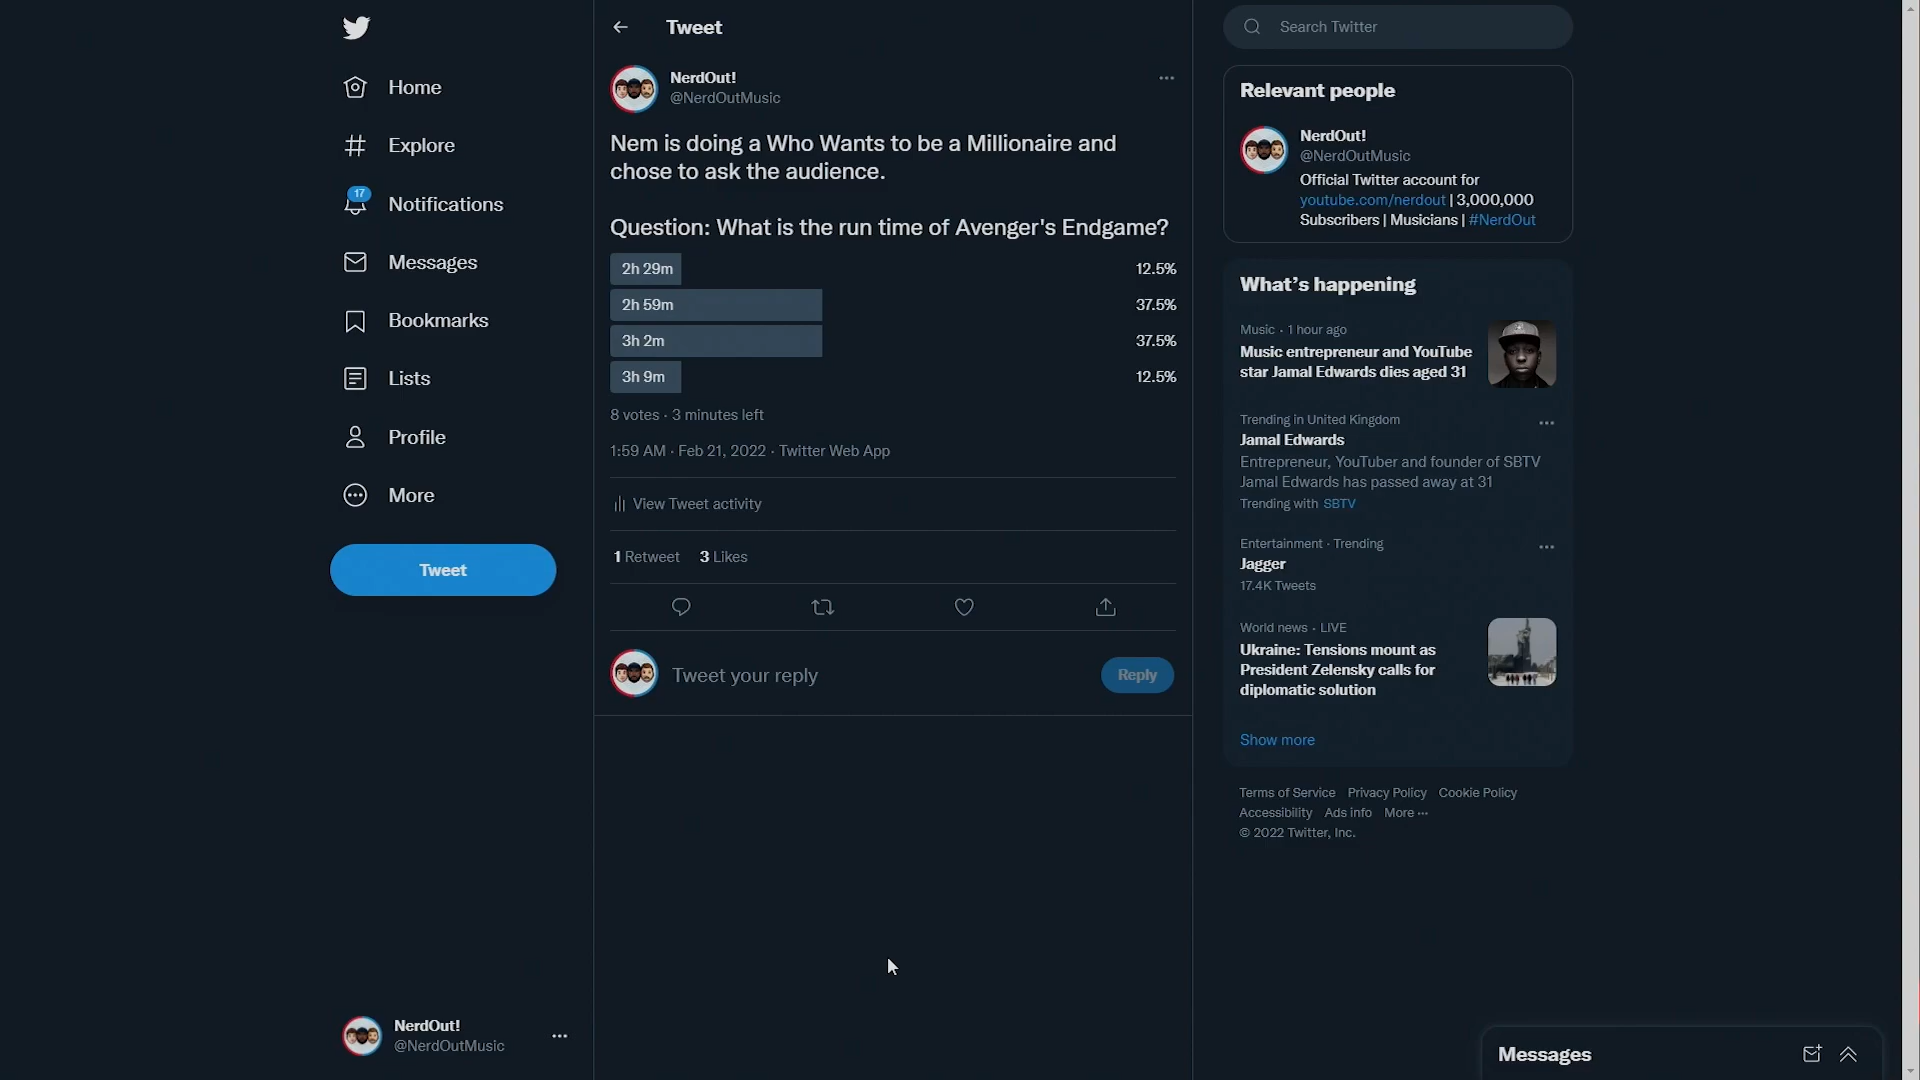 Home
Explore
17
Notifications
Messages
Bookmarks
Lists
Profile
More
Tweet
NerdOut!
@NerdOutMusic
Tweet
NerdOut!
@NerdOutMusic
Nem is doing a Who Wants to be a Millionaire and
chose to ask the audience.
Question: What is the run time of Avenger's Endgame?
2h 29m 12.5%
2h 59m 37.5%
3h 2m 37.5%
3h 9m 12.5%
8 votes · 3 minutes left
1:59 AM · Feb 21, 2022 · Twitter Web App
View Tweet activity
1 Retweet 3 Likes
Tweet your reply
Reply
Search Twitter
Relevant people
NerdOut!
@NerdOutMusic
Official Twitter account for
youtube.com/nerdout | 3,000,000
Subscribers | Musicians | #NerdOut
What's happening
Music · 1 hour ago
Music entrepreneur and YouTube
star Jamal Edwards dies aged 31
Trending in United Kingdom
Jamal Edwards
Entrepreneur, YouTuber and founder of SBTV
Jamal Edwards has passed away at 31
Trending with SBTV
Entertainment · Trending
Jagger
17.4K Tweets
World news · LIVE
Ukraine: Tensions mount as
President Zelensky calls for
diplomatic solution
Show more
Terms of Service Privacy Policy Cookie Policy
Accessibility Ads info More ···
© 2022 Twitter, Inc.
Messages